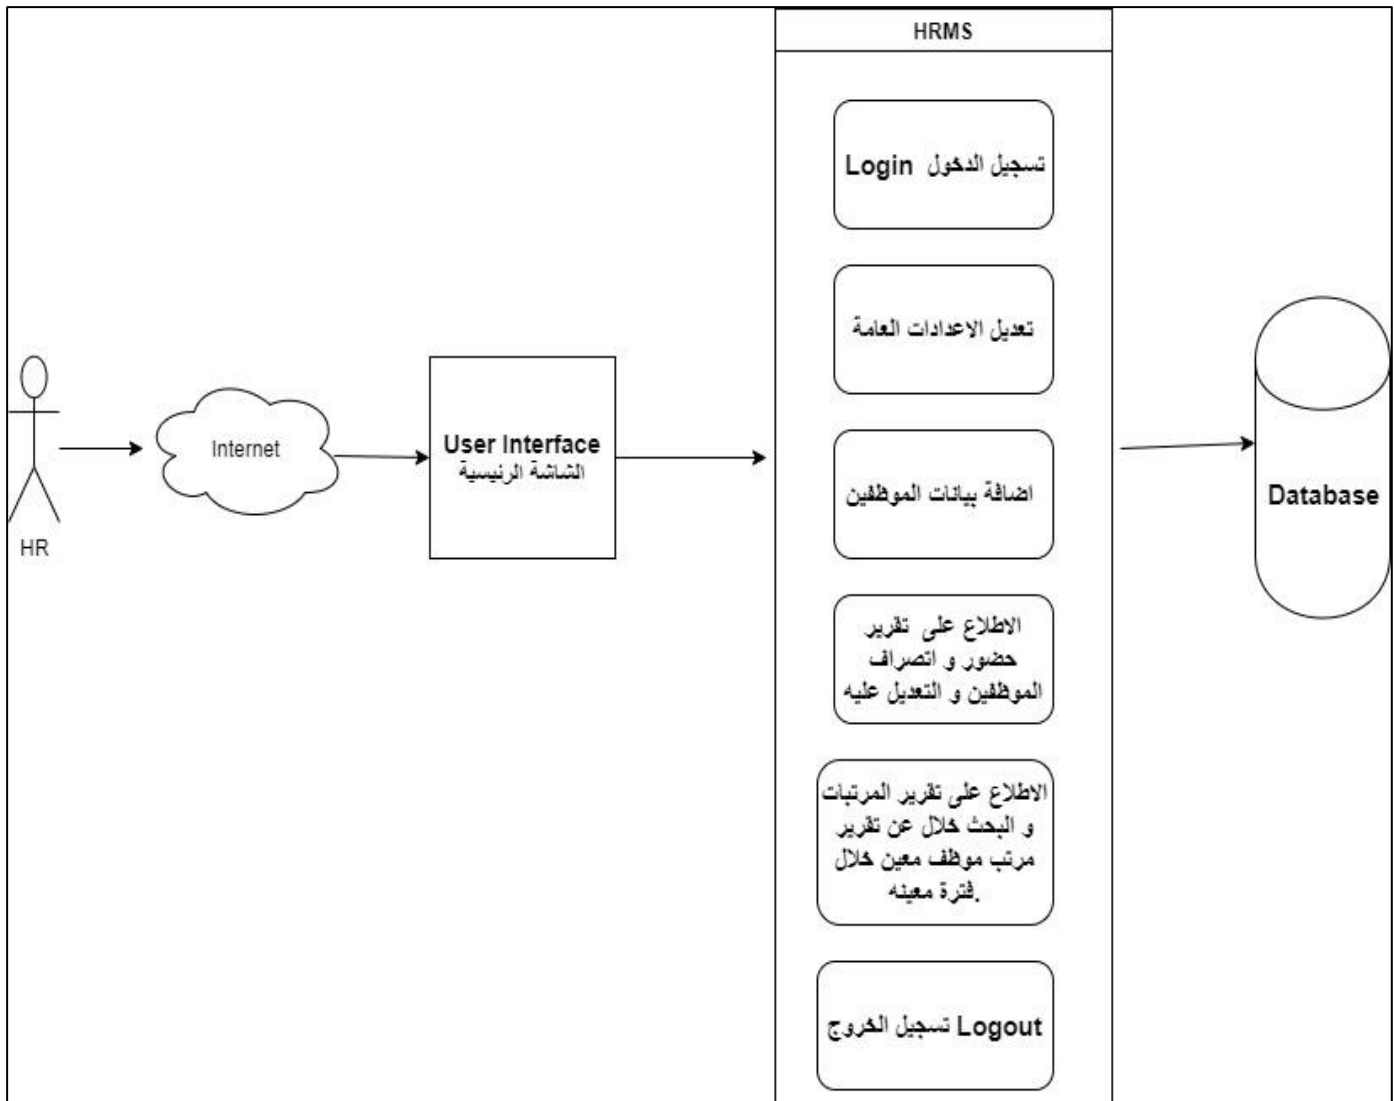 HRMS
Login تسجيل الدخول
تعديل الاعدادات العامة
اضافة بيانات الموظفين
الاطلاع على تقرير
حضور و اتصراف
الموظفين و التعديل عليه
الاطلاع على تقرير المرتبات
و البحث خلال عن تقرير
مرتب موظف معين خلال
فترة معينه.
تسجيل الخروج Logout
HR
Internet
User Interface
الشاشة الرئيسية
Database